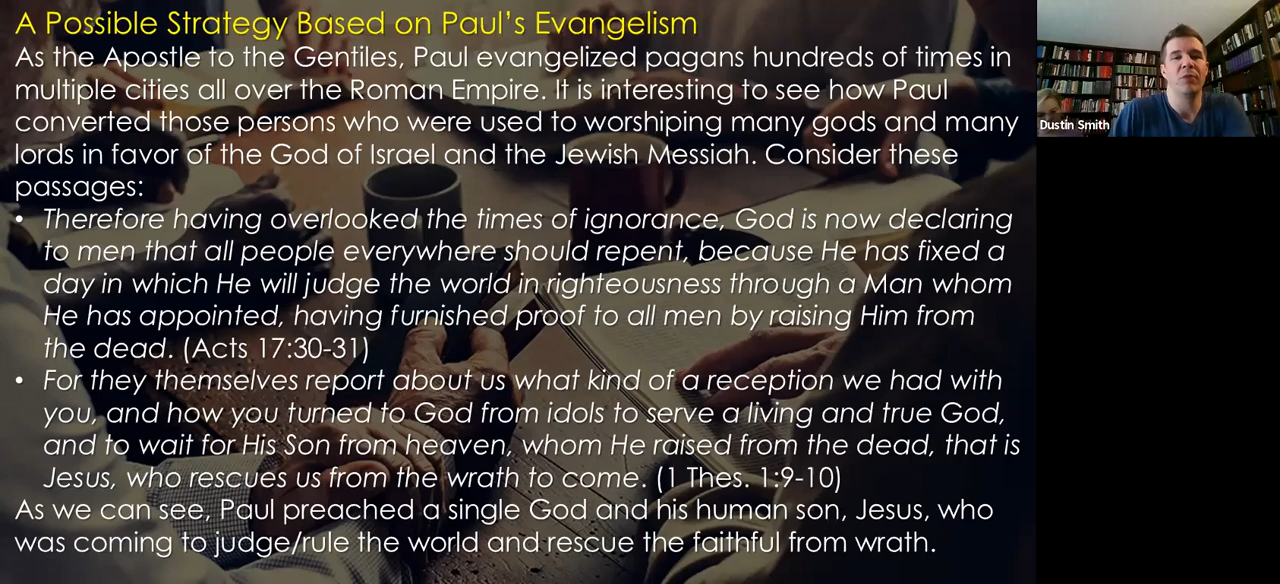 A Possible Strategy Based on Paul's Evangelism
As the Apostle to the Gentiles, Paul evangelized pagans hundreds of times in
multiple cities all over the Roman Empire. It is interesting to see how Paul
converted those persons who were used to worshiping many gods and many
lords in favor of the God of Israel and the Jewish Messiah. Consider these
passages:
• Therefore having overlooked the times of ignorance, God is now declaring
to men that all people everywhere should repent, because He has fixed a
day in which He will judge the world in righteousness through a Man whom
He has appointed, having furnished proof to all men by raising Him from
the dead. (Acts 17:30-31)
• For they themselves report about us what kind of a reception we had with
you, and how you turned to God from idols to serve a living and true God,
and to wait for His Son from heaven, whom He raised from the dead, that is
Jesus, who rescues us from the wrath to come. (1 Thes. 1:9-10)
As we can see, Paul preached a single God and his human son, Jesus, who
was coming to judge/rule the world and rescue the faithful from wrath.
Dustin Smith